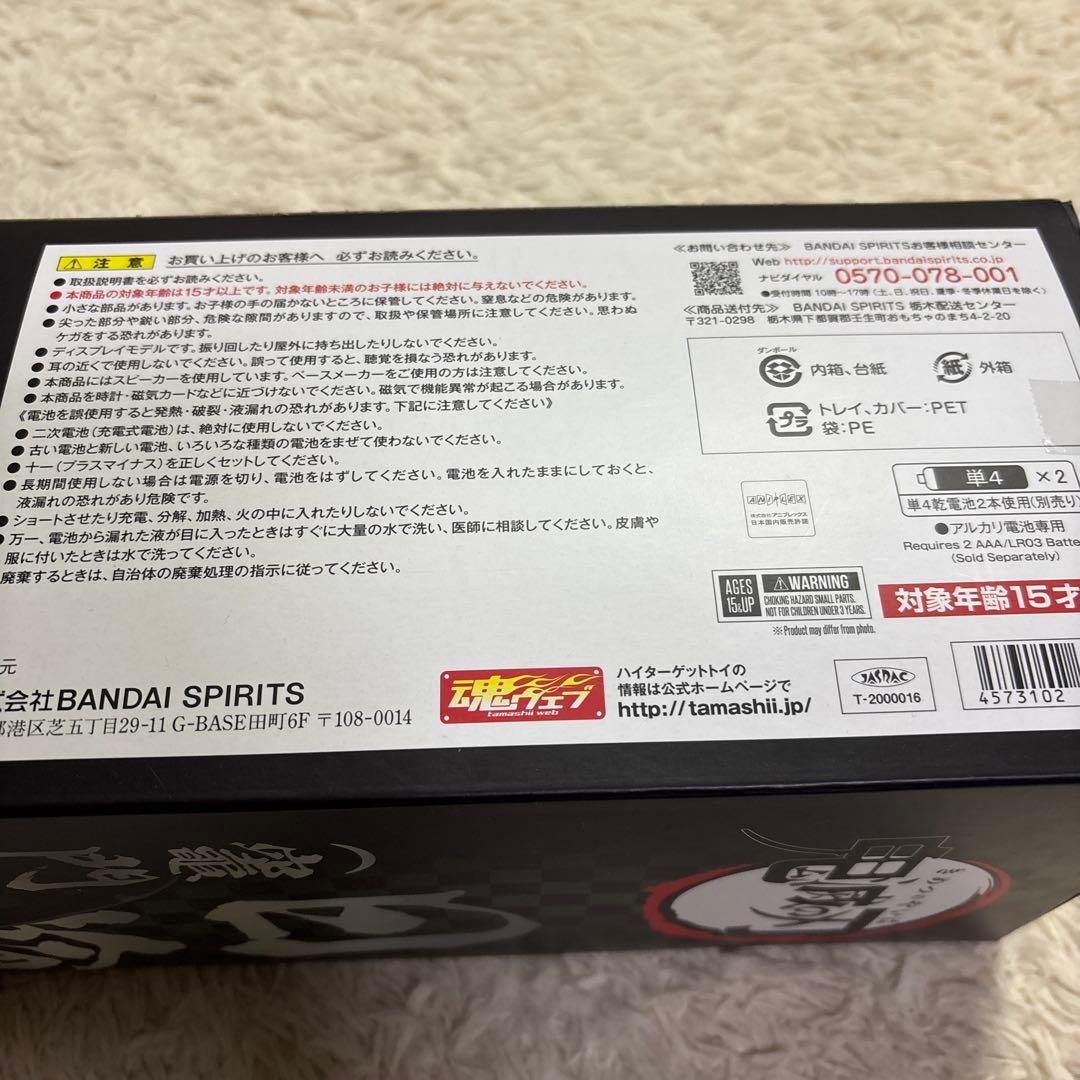 注意 お買い上げのお客様へ 必ずお読みください。
●取扱説明書を必ずお読みください。
●本商品の対象年齢は15才以上です。対象年齢未満のお子様には絶対に与えないでください。
●小さな部品があります。お子様の手の届かないところに保管してください。窒息などの危険があります。
●尖った部分や鋭い部分、危険な隙間がありますので、取扱や保管場所に注意してください。思わぬ
ケガをする恐れがあります。
●ディスプレイモデルです。振り回したり屋外に持ち出したりしないでください。
●耳の近くで使用しないでください。誤って使用すると、聴覚を損なう恐れがあります。
●本商品にはスピーカーを使用しています。ペースメーカーをご使用の方は注意してください。
●本商品を時計・磁気カードなどに近づけないでください。磁気で機能異常が起こる場合があります。
《電池を誤使用すると発熱・破裂・液漏れの恐れがあります。下記に注意してください》
●二次電池(充電式電池)は、絶対に使用しないでください。
●古い電池と新しい電池、いろいろな種類の電池をまぜて使わないでください。
●+−(プラスマイナス)を正しくセットしてください。
●長期間使用しない場合は電源を切り、電池をはずしてください。電池を入れたままにしておくと、
液漏れの恐れがあり危険です。
●ショートさせたり充電、分解、加熱、火の中に入れたりしないでください。
●万一、電池から漏れた液が目に入ったときはすぐに大量の水で洗い、医師に相談してください。皮膚や
服に付いたときは水で洗ってください。
廃棄するときは、自治体の廃棄処理の指示に従ってください。
≪お問い合わせ先≫ BANDAI SPIRITSお客様相談センター
Web http://support.bandaispirits.co.jp
ナビダイヤル 0570-078-001
●受付時間 10時〜17時(土、日、祝日、夏季・冬季休業日を除く)
≪商品送付先≫ BANDAI SPIRITS 栃木配送センター
〒321-0298 栃木県下都賀郡壬生町おもちゃのまち4-2-20
ダンボール
内箱、台紙
紙 外箱
プラ トレイ、カバー:PET
袋:PE
ANIPLEX
株式会社アニプレックス
日本国内販売許諾
単4 ×2
単4乾電池2本使用(別売り)
●アルカリ電池専用
Requires 2 AAA/LR03 Batte
(Sold Separately)
AGES 15&UP
WARNING
CHOKING HAZARD SMALL PARTS.
NOT FOR CHILDREN UNDER 3 YEARS.
※Product may differ from photo.
対象年齢15才
元
式会社BANDAI SPIRITS
都港区芝五丁目29-11 G-BASE田町6F 〒108-0014
魂ウェブ
tamashii web
ハイターゲットトイの
情報は公式ホームページで
http://tamashii.jp/
JASRAC
T-2000016
4573102